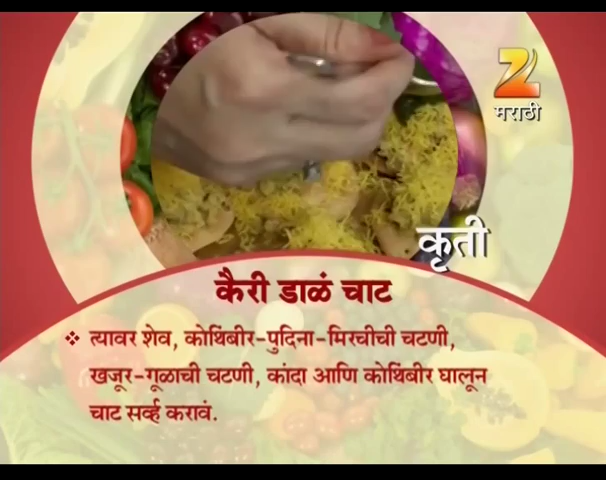 मराठी
कृती
कैरी डाळं चाट
❖ त्यावर शेव, कोथिंबीर-पुदिना-मिरचीची चटणी,
खजूर-गूळाची चटणी, कांदा आणि कोथिंबीर घालून
चाट सर्व्ह करावं.